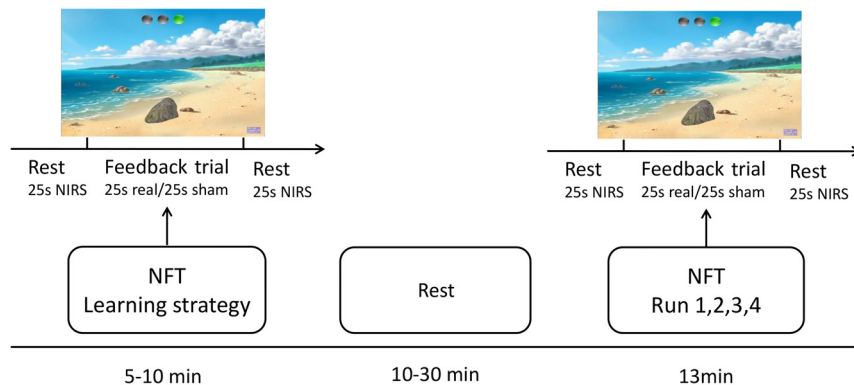 Rest
25s NIRS
Feedback trial
25s real/25s sham
Rest
25s NIRS
Rest
25s NIRS
Feedback trial
25s real/25s sham
Rest
25s NIRS
NFT
Learning strategy
Rest
NFT
Run 1,2,3,4
5-10 min
10-30 min
13min